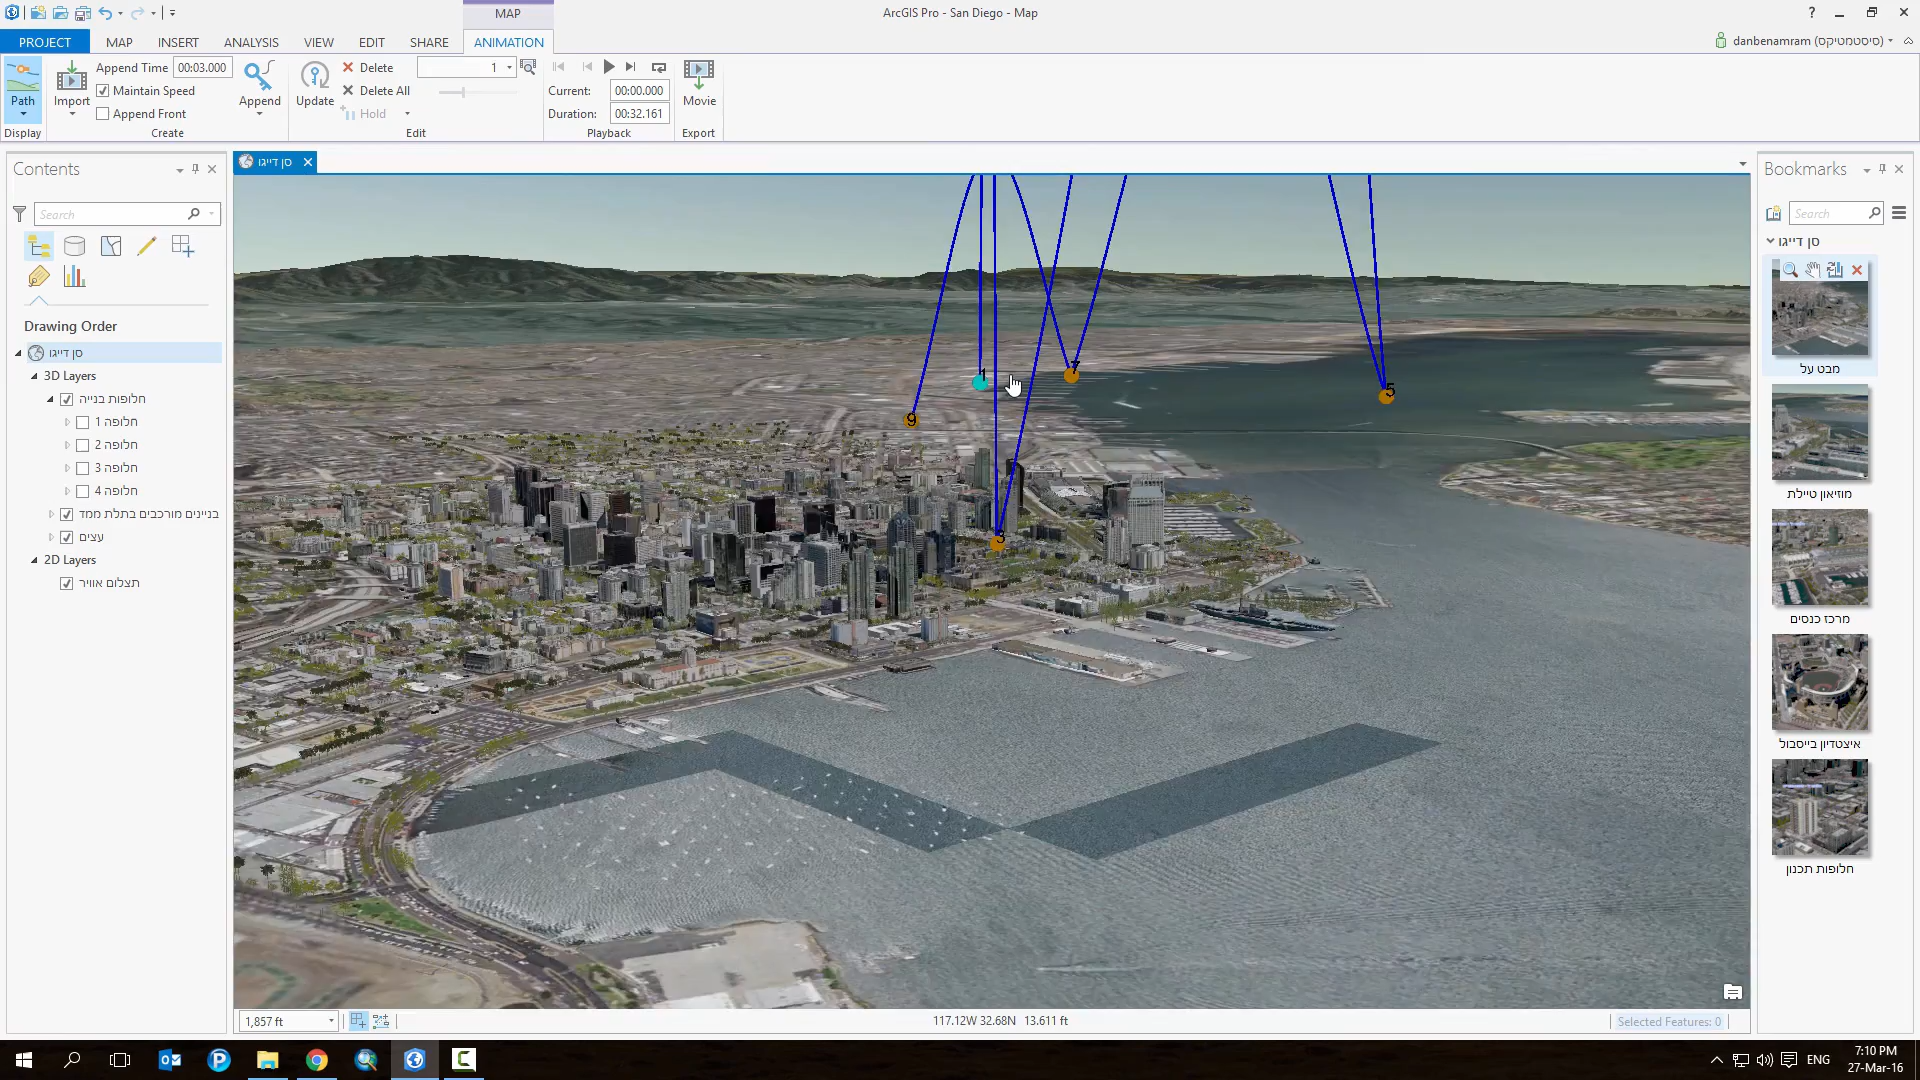 MAP
ArcGIS Pro - San Diego - Map
?
PROJECT
MAP
INSERT
ANALYSIS
VIEW
EDIT
SHARE
ANIMATION
danbenamram (סיסטמטיקס)
Path
Display
Import
Append Time 00:03.000
Maintain Speed
Append Front
Append
Create
Update
Delete
Delete All
Hold
1
Edit
Current: 00:00.000
Duration: 00:32.161
Playback
Movie
Export
Contents
Search
Drawing Order
סן דייגו
3D Layers
חלופות בנייה
חלופה 1
חלופה 2
חלופה 3
חלופה 4
בניינים מורכבים בתלת ממד
עצים
2D Layers
תצלום אוויר
סן דייגו
1
7
5
9
3
1,857 ft
117.12W 32.68N 13.611 ft
Selected Features: 0
Bookmarks
Search
סן דייגו
מבט על
מוזיאון טיילת
מרכז כנסים
איצטדיון בייסבול
חלופות תכנון
ENG
7:10 PM
27-Mar-16